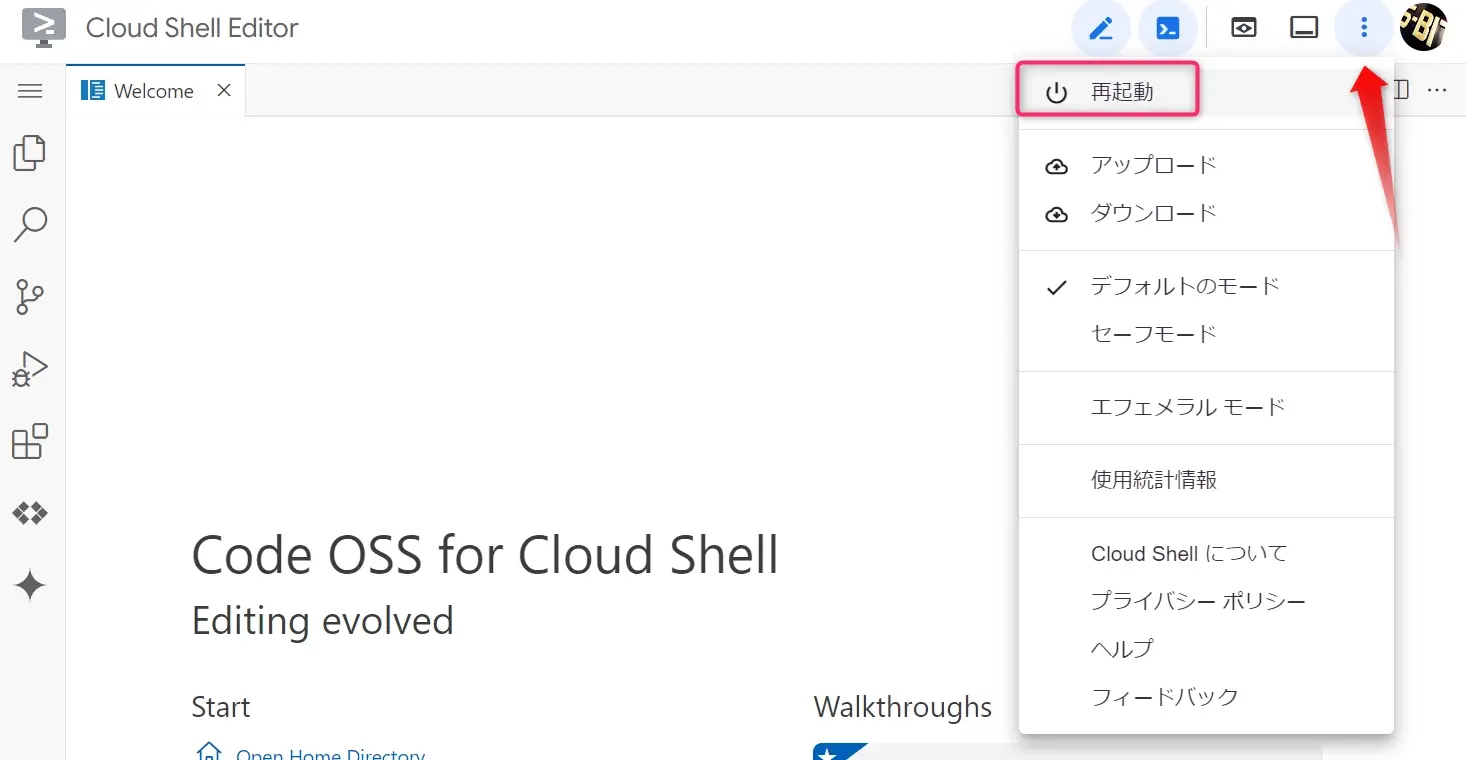 Cloud Shell Editor
Welcome
再起動
アップロード
ダウンロード
デフォルトのモード
セーフモード
エフェメラル モード
使用統計情報
Cloud Shell について
プライバシー ポリシー
ヘルプ
フィードバック
Code OSS for Cloud Shell
Editing evolved
Start
Open Home Directory
Walkthroughs